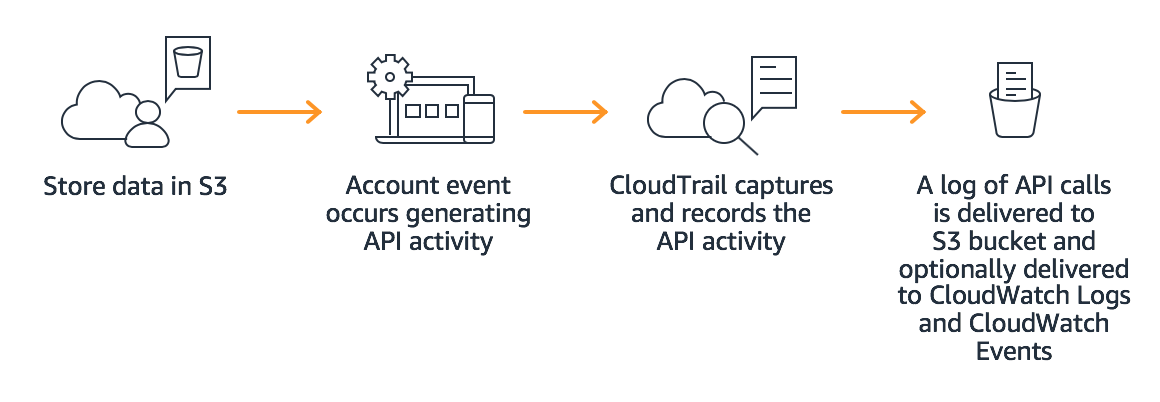 Store data in S3
Account event
occurs generating
API activity
CloudTrail captures
and records the
API activity
A log of API calls
is delivered to
S3 bucket and
optionally delivered
to CloudWatch Logs
and CloudWatch
Events